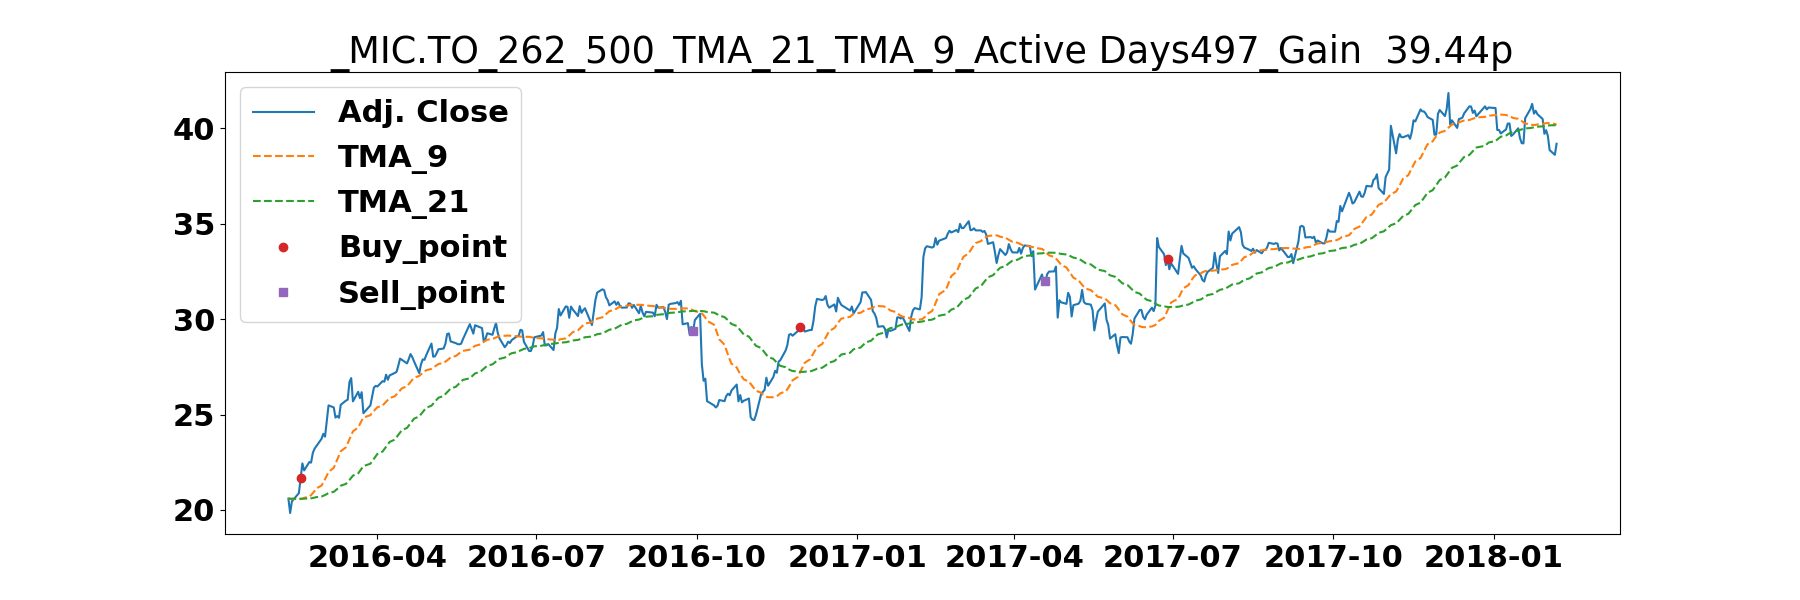 _MIC.TO_262_500_TMA_21_TMA_9_Active Days497_Gain  39.44p
Adj. Close
TMA_9
TMA_21
Buy_point
Sell_point
40
35
30
25
20
2016-04 2016-07 2016-10 2017-01 2017-04 2017-07 2017-10 2018-01